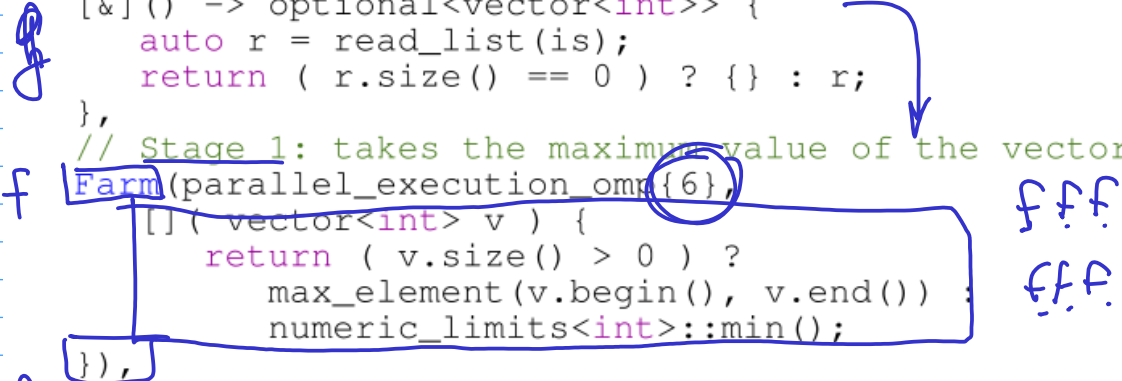 [&]() -> optional<vector<int>> {
g auto r = read_list(is);
return ( r.size() == 0 ) ? {} : r;
},
// Stage 1: takes the maximum value of the vector
f Farm(parallel_execution_omp{6}, f f f
[]( vector<int> v ) {
return ( v.size() > 0 ) ?
max_element(v.begin(), v.end()) : f f f
numeric_limits<int>::min();
}),